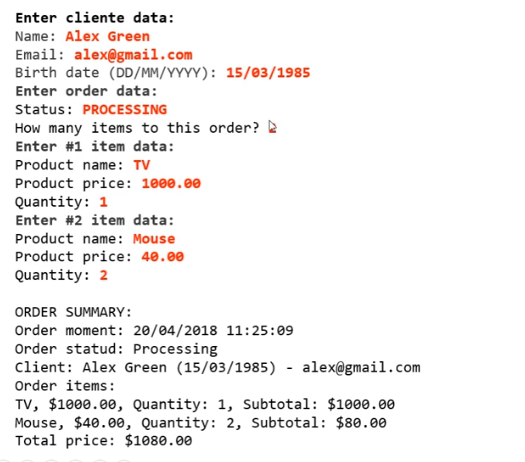 Enter cliente data:
Name: Alex Green
Email: alex@gmail.com
Birth date (DD/MM/YYYY): 15/03/1985
Enter order data:
Status: PROCESSING
How many items to this order?
Enter #1 item data:
Product name: TV
Product price: 1000.00
Quantity: 1
Enter #2 item data:
Product name: Mouse
Product price: 40.00
Quantity: 2
ORDER SUMMARY:
Order moment: 20/04/2018 11:25:09
Order statud: Processing
Client: Alex Green (15/03/1985) - alex@gmail.com
Order items:
TV, $1000.00, Quantity: 1, Subtotal: $1000.00
Mouse, $40.00, Quantity: 2, Subtotal: $80.00
Total price: $1080.00